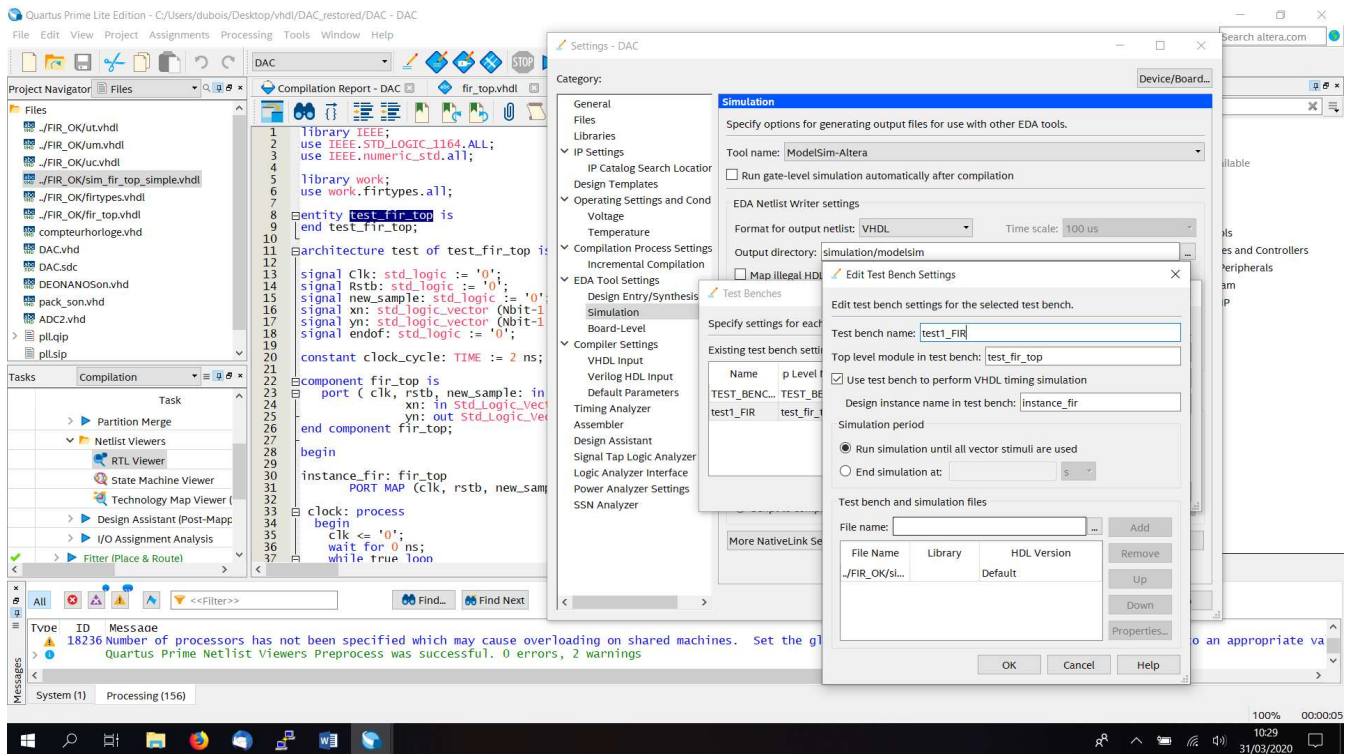 Quartus Prime Lite Edition - C:/Users/dubois/Desktop/vhdl/DAC_restored/DAC - DAC
File Edit View Project Assignments Processing Tools Window Help
Search altera.com
DAC
STOP
Project Navigator Files
Files
../FIR_OK/ut.vhdl
../FIR_OK/um.vhdl
../FIR_OK/uc.vhdl
../FIR_OK/sim_fir_top_simple.vhdl
../FIR_OK/firtypes.vhdl
../FIR_OK/fir_top.vhdl
compteurhorloge.vhd
DAC.vhd
DAC.sdc
DEONANOSon.vhd
pack_son.vhd
ADC2.vhd
pll.qip
pll.sip
Tasks Compilation
Task
Partition Merge
Netlist Viewers
RTL Viewer
State Machine Viewer
Technology Map Viewer (
Design Assistant (Post-Mapp
I/O Assignment Analysis
Fitter (Place & Route)
Compilation Report - DAC
fir_top.vhdl
1 library IEEE;
2 use IEEE.STD_LOGIC_1164.ALL;
3 use IEEE.numeric_std.all;
4
5 library work;
6 use work.firtypes.all;
7
8 entity test_fir_top is
9 end test_fir_top;
10
11 architecture test of test_fir_top is
12
13 signal Clk: std_logic := '0';
14 signal Rstb: std_logic := '0';
15 signal new_sample: std_logic := '0'
16 signal xn: std_logic_vector (Nbit-1
17 signal yn: std_logic_vector (Nbit-1
18 signal endof: std_logic := '0';
19
20 constant clock_cycle: TIME := 2 ns;
21
22 component fir_top is
23 port ( clk, rstb, new_sample: in
24 xn: in Std_Logic_Vect
25 yn: out Std_Logic_Vec
26 end component fir_top;
27
28 begin
29
30 instance_fir: fir_top
31 PORT MAP (clk, rstb, new_samp
32
33 clock: process
34 begin
35 clk <= '0';
36 wait for 0 ns;
37 while true loop
Settings - DAC
Category:
Device/Board...
General
Files
Libraries
IP Settings
IP Catalog Search Location
Design Templates
Operating Settings and Cond
Voltage
Temperature
Compilation Process Settings
Incremental Compilation
EDA Tool Settings
Design Entry/Synthesis
Simulation
Board-Level
Compiler Settings
VHDL Input
Verilog HDL Input
Default Parameters
Timing Analyzer
Assembler
Design Assistant
Signal Tap Logic Analyzer
Logic Analyzer Interface
Power Analyzer Settings
SSN Analyzer
Simulation
Specify options for generating output files for use with other EDA tools.
Tool name: ModelSim-Altera
Run gate-level simulation automatically after compilation
EDA Netlist Writer settings
Format for output netlist: VHDL
Time scale: 100 us
Output directory: simulation/modelsim
...
Map illegal HDL
More NativeLink Se
Test Benches
Specify settings for each
Existing test bench settin
Name p Level
TEST_BENC... TEST_BE
test1_FIR test_fir_t
Edit Test Bench Settings
Edit test bench settings for the selected test bench.
Test bench name: test1_FIR
Top level module in test bench: test_fir_top
Use test bench to perform VHDL timing simulation
Design instance name in test bench: instance_fir
Simulation period
Run simulation until all vector stimuli are used
End simulation at: s
Test bench and simulation files
File name: ... Add
File Name Library HDL Version
../FIR_OK/si... Default
Remove
Up
Down
Properties...
OK Cancel Help
ilable
ols
es and Controllers
Peripherals
am
IP
All
<<Filter>>
Find... Find Next
Type ID Message
18236 Number of processors has not been specified which may cause overloading on shared machines. Set the gl
o an appropriate va
Quartus Prime Netlist Viewers Preprocess was successful. 0 errors, 2 warnings
Messages
System (1) Processing (156)
100% 00:00:05
10:29
31/03/2020